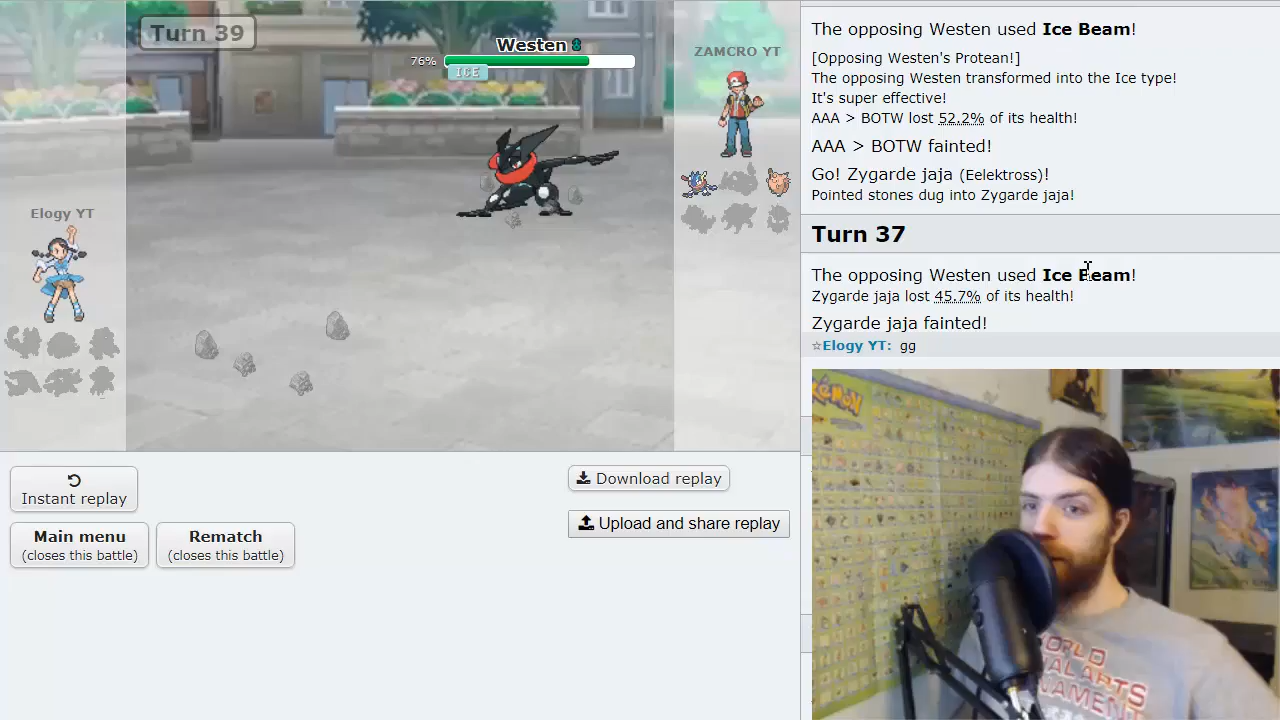 Turn 39
Westen
76%
ICE
ZAMCRO YT
Elogy YT
Instant replay
Main menu
(closes this battle)
Rematch
(closes this battle)
Download replay
Upload and share replay
The opposing Westen used Ice Beam!
[Opposing Westen's Protean!]
The opposing Westen transformed into the Ice type!
It's super effective!
AAA > BOTW lost 52.2% of its health!
AAA > BOTW fainted!
Go! Zygarde jaja (Eelektross)!
Pointed stones dug into Zygarde jaja!
Turn 37
The opposing Westen used Ice Beam!
Zygarde jaja lost 45.7% of its health!
Zygarde jaja fainted!
☆Elogy YT: gg